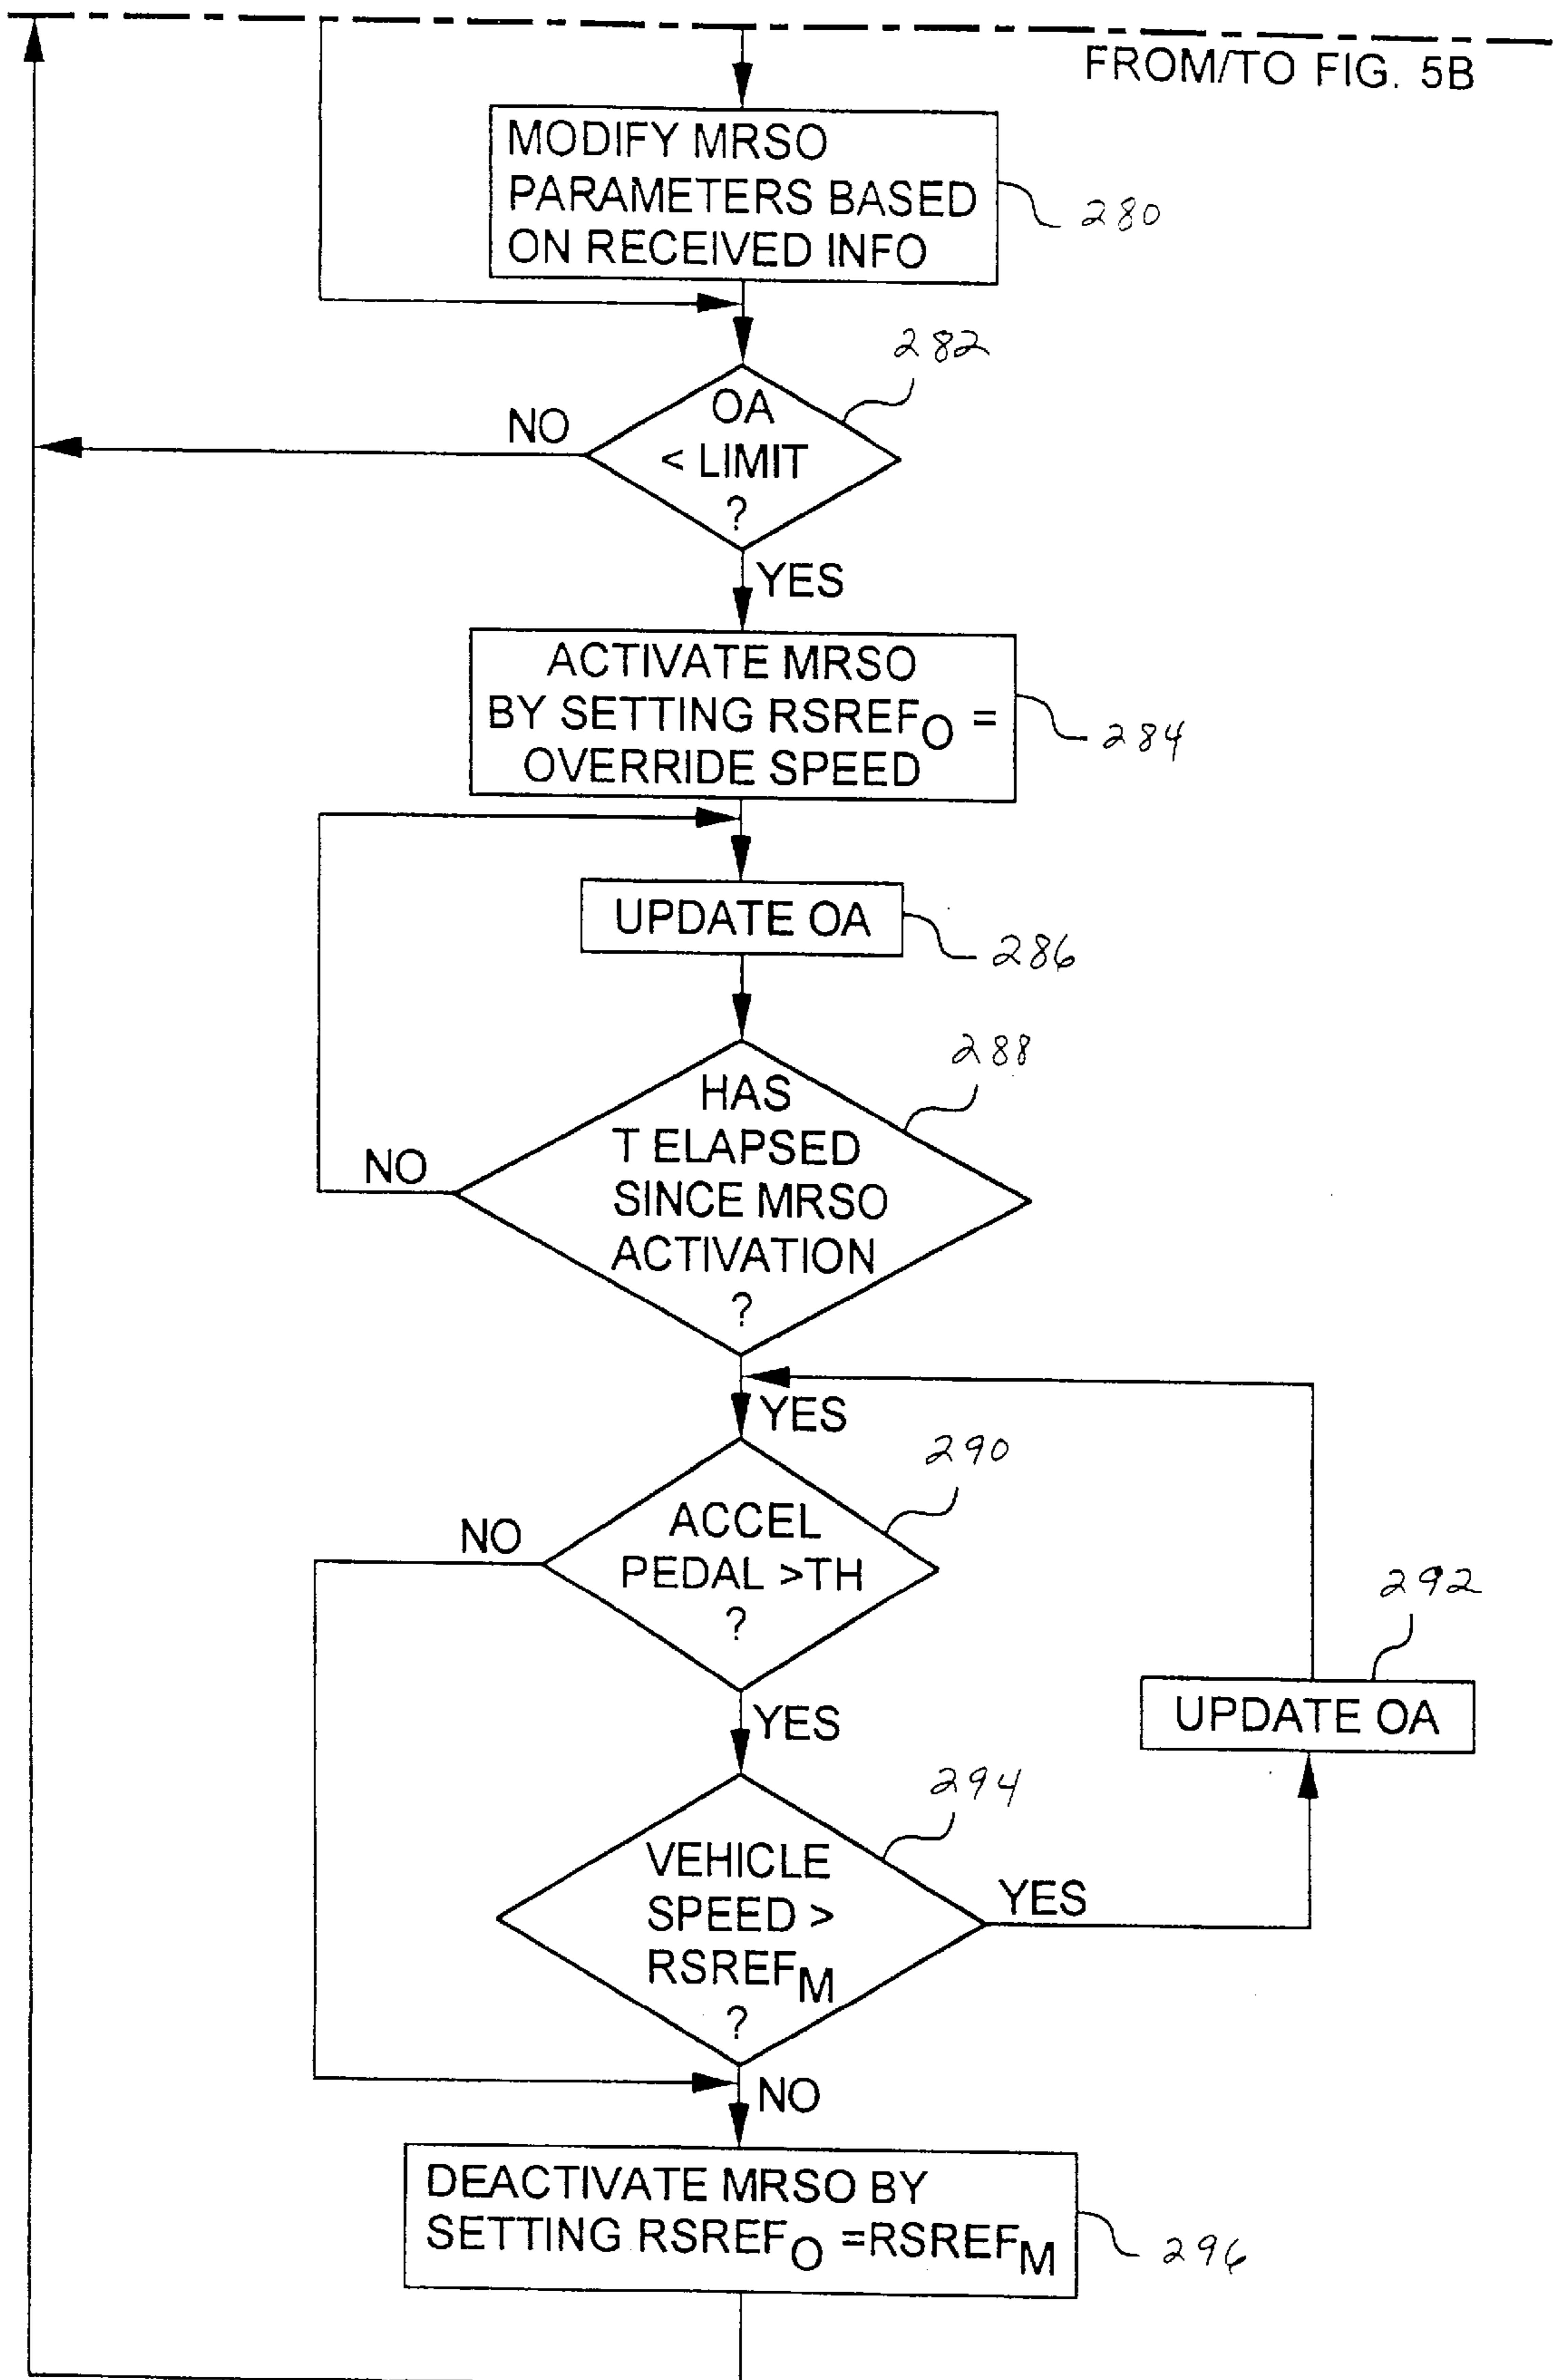 FROM/TO FIG. 5B
MODIFY MRSO
PARAMETERS BASED
ON RECEIVED INFO
280
282
OA
< LIMIT
?
NO
YES
ACTIVATE MRSO
BY SETTING RSREFO =
OVERRIDE SPEED
284
UPDATE OA
286
288
HAS
T ELAPSED
SINCE MRSO
ACTIVATION
?
NO
YES
290
ACCEL
PEDAL >TH
?
NO
YES
292
UPDATE OA
294
VEHICLE
SPEED >
RSREFM
?
YES
NO
DEACTIVATE MRSO BY
SETTING RSREFO =RSREFM
296